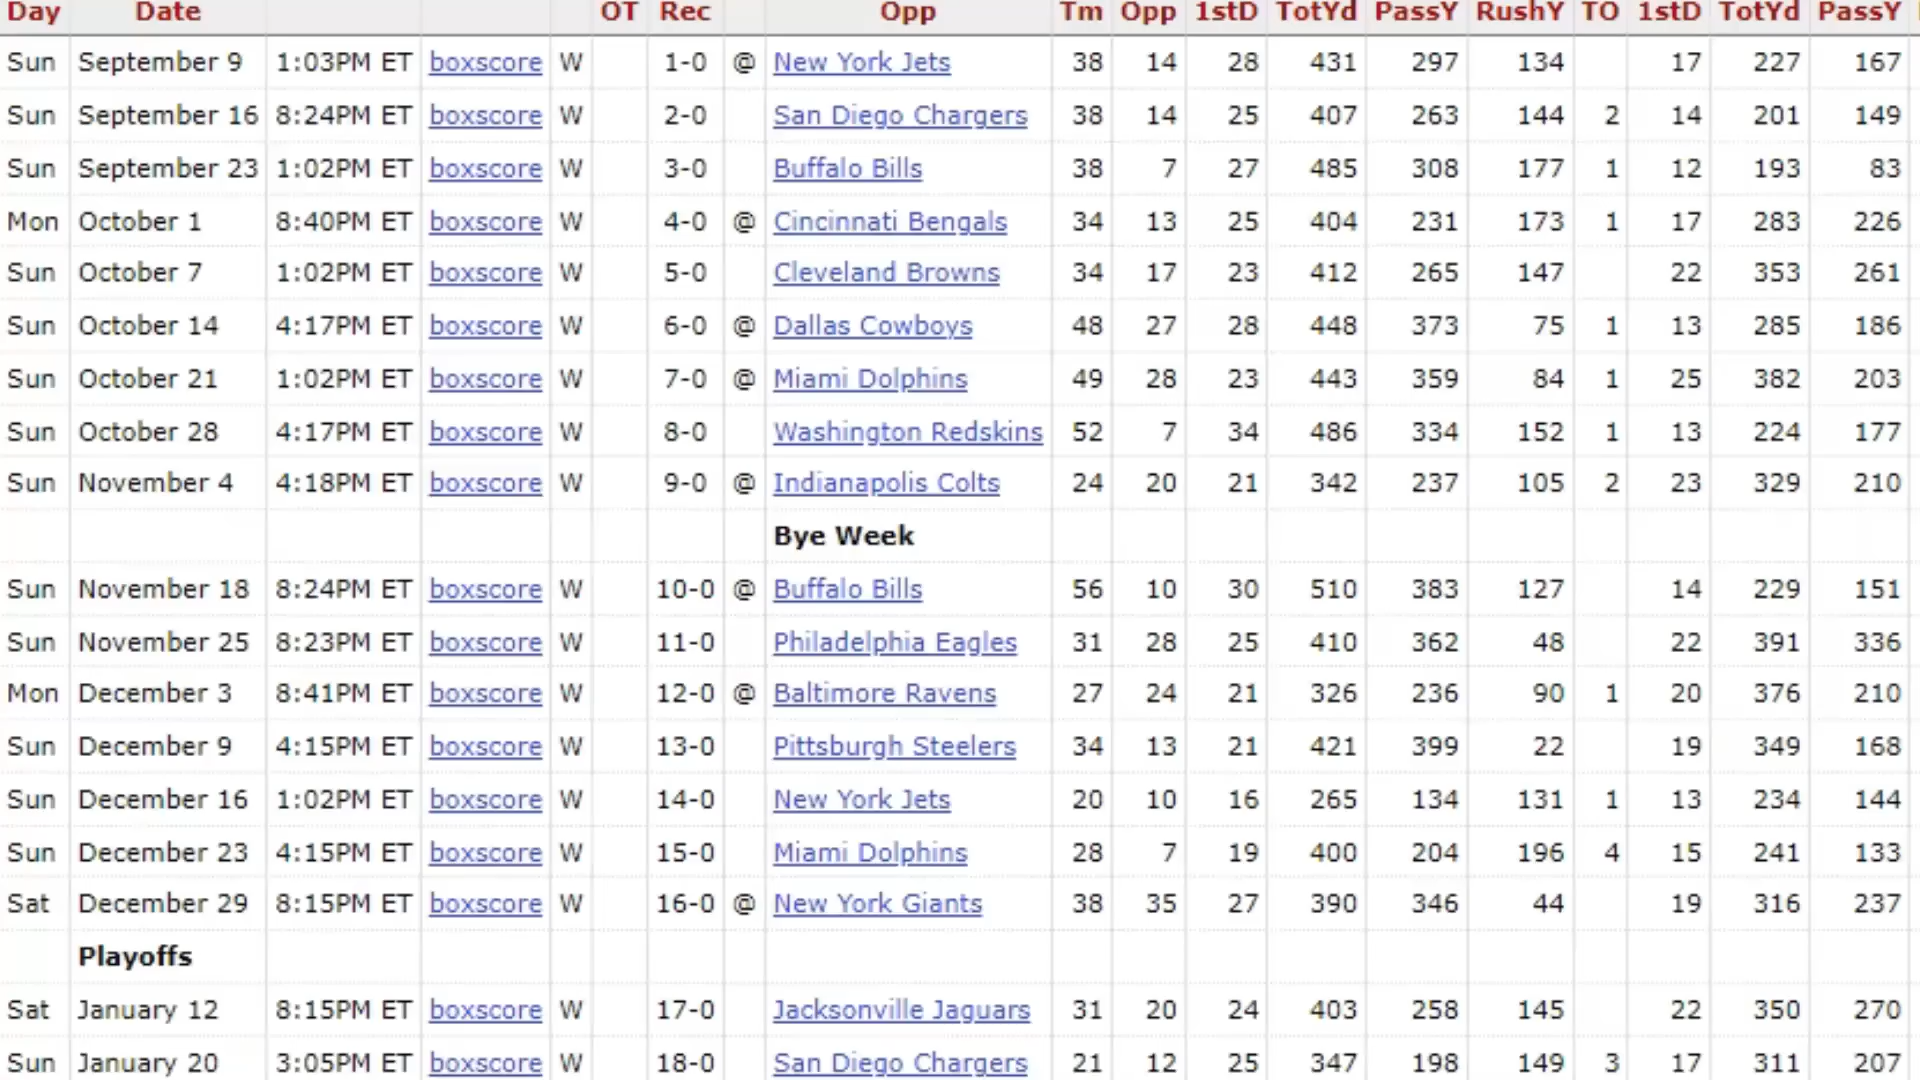 Day Date OT Rec Opp Tm Opp 1stD TotYd PassY RushY TO 1stD TotYd PassY
Sun September 9 1:03PM ET boxscore W 1-0 @ New York Jets 38 14 28 431 297 134 17 227 167
Sun September 16 8:24PM ET boxscore W 2-0 San Diego Chargers 38 14 25 407 263 144 2 14 201 149
Sun September 23 1:02PM ET boxscore W 3-0 Buffalo Bills 38 7 27 485 308 177 1 12 193 83
Mon October 1 8:40PM ET boxscore W 4-0 @ Cincinnati Bengals 34 13 25 404 231 173 1 17 283 226
Sun October 7 1:02PM ET boxscore W 5-0 Cleveland Browns 34 17 23 412 265 147 22 353 261
Sun October 14 4:17PM ET boxscore W 6-0 @ Dallas Cowboys 48 27 28 448 373 75 1 13 285 186
Sun October 21 1:02PM ET boxscore W 7-0 @ Miami Dolphins 49 28 23 443 359 84 1 25 382 203
Sun October 28 4:17PM ET boxscore W 8-0 Washington Redskins 52 7 34 486 334 152 1 13 224 177
Sun November 4 4:18PM ET boxscore W 9-0 @ Indianapolis Colts 24 20 21 342 237 105 2 23 329 210
Bye Week
Sun November 18 8:24PM ET boxscore W 10-0 @ Buffalo Bills 56 10 30 510 383 127 14 229 151
Sun November 25 8:23PM ET boxscore W 11-0 Philadelphia Eagles 31 28 25 410 362 48 22 391 336
Mon December 3 8:41PM ET boxscore W 12-0 @ Baltimore Ravens 27 24 21 326 236 90 1 20 376 210
Sun December 9 4:15PM ET boxscore W 13-0 Pittsburgh Steelers 34 13 21 421 399 22 19 349 168
Sun December 16 1:02PM ET boxscore W 14-0 New York Jets 20 10 16 265 134 131 1 13 234 144
Sun December 23 4:15PM ET boxscore W 15-0 Miami Dolphins 28 7 19 400 204 196 4 15 241 133
Sat December 29 8:15PM ET boxscore W 16-0 @ New York Giants 38 35 27 390 346 44 19 316 237
Playoffs
Sat January 12 8:15PM ET boxscore W 17-0 Jacksonville Jaguars 31 20 24 403 258 145 22 350 270
Sun January 20 3:05PM ET boxscore W 18-0 San Diego Chargers 21 12 25 347 198 149 3 17 311 207